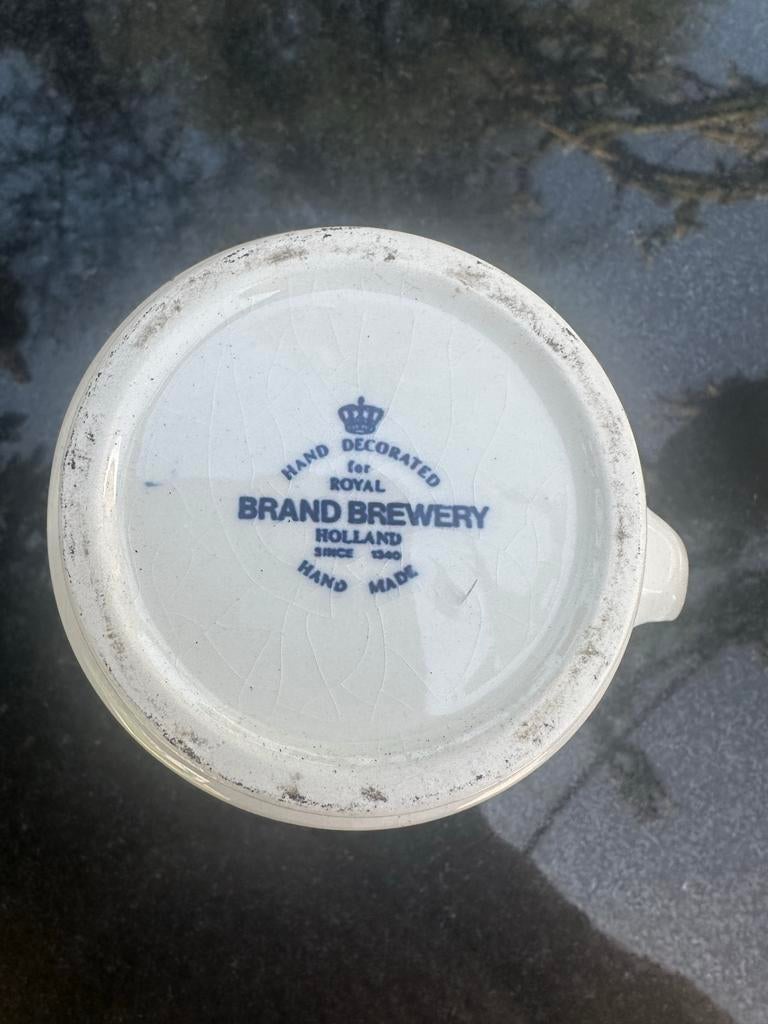 HAND DECORATED
for
ROYAL
BRAND BREWERY
HOLLAND
SINCE 1340
HAND MADE